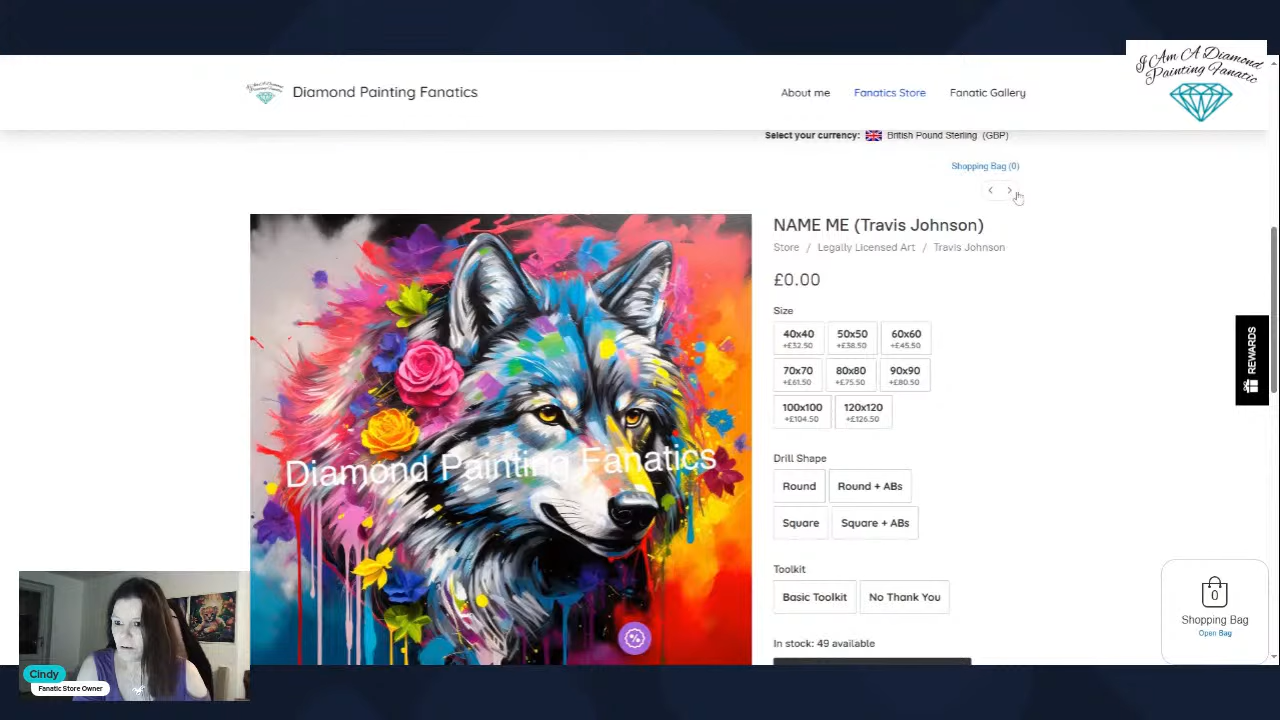 I Am A Diamond
Painting Fanatic
Diamond Painting Fanatics
About me
Fanatics Store
Fanatic Gallery
Select your currency: British Pound Sterling (GBP)
Shopping Bag (0)
NAME ME (Travis Johnson)
Store / Legally Licensed Art / Travis Johnson
£0.00
Size
40x40
+£32.50
50x50
+£38.50
60x60
+£45.50
70x70
+£61.50
80x80
+£75.50
90x90
+£80.50
100x100
+£104.50
120x120
+£126.50
Drill Shape
Round
Round + ABs
Square
Square + ABs
Toolkit
Basic Toolkit
No Thank You
In stock: 49 available
Diamond Painting Fanatics
REWARDS
0
Shopping Bag
Open Bag
Cindy
Fanatic Store Owner